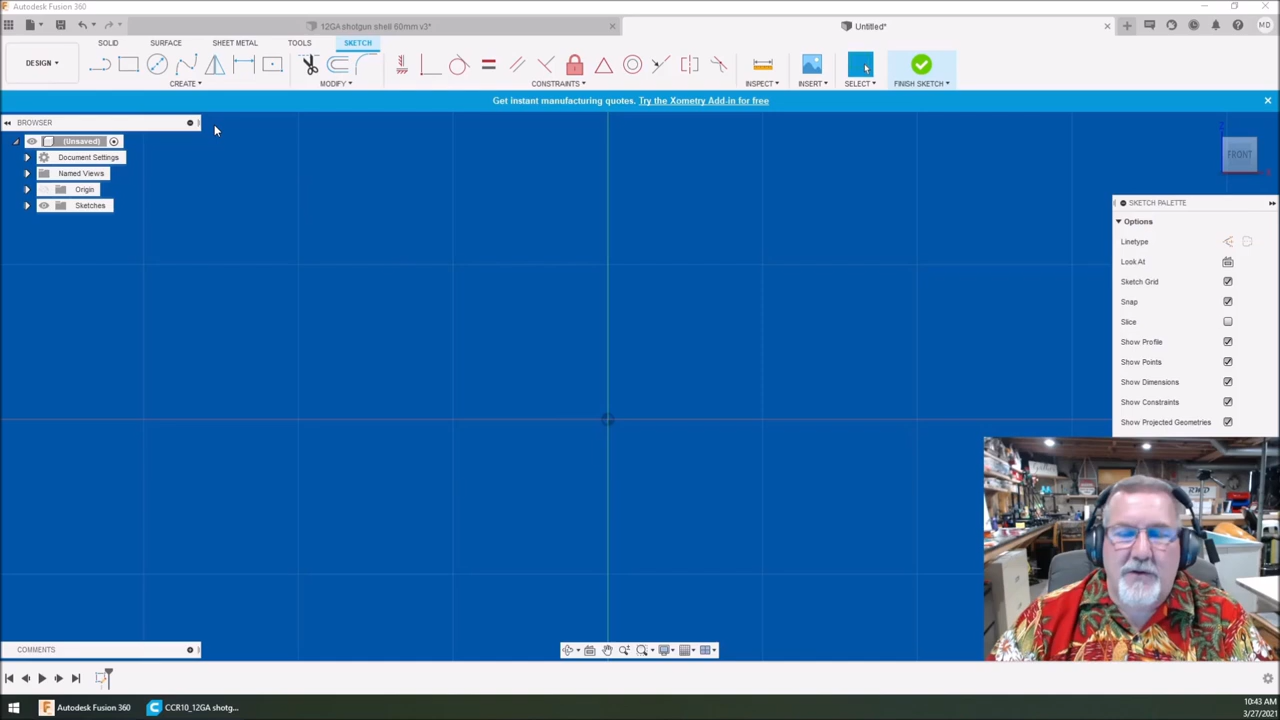 Autodesk Fusion 360
12GA shotgun shell 60mm v3*
Untitled*
MD
DESIGN
SOLID
SURFACE
SHEET METAL
TOOLS
SKETCH
CREATE
MODIFY
CONSTRAINTS
INSPECT
INSERT
SELECT
FINISH SKETCH
Get instant manufacturing quotes. Try the Xometry Add-in for free
BROWSER
(Unsaved)
Document Settings
Named Views
Origin
Sketches
FRONT
Z
SKETCH PALETTE
Options
Linetype
Look At
Sketch Grid
Snap
Slice
Show Profile
Show Points
Show Dimensions
Show Constraints
Show Projected Geometries
COMMENTS
Autodesk Fusion 360
CCR10_12GA shotg...
10:43 AM
3/27/2021